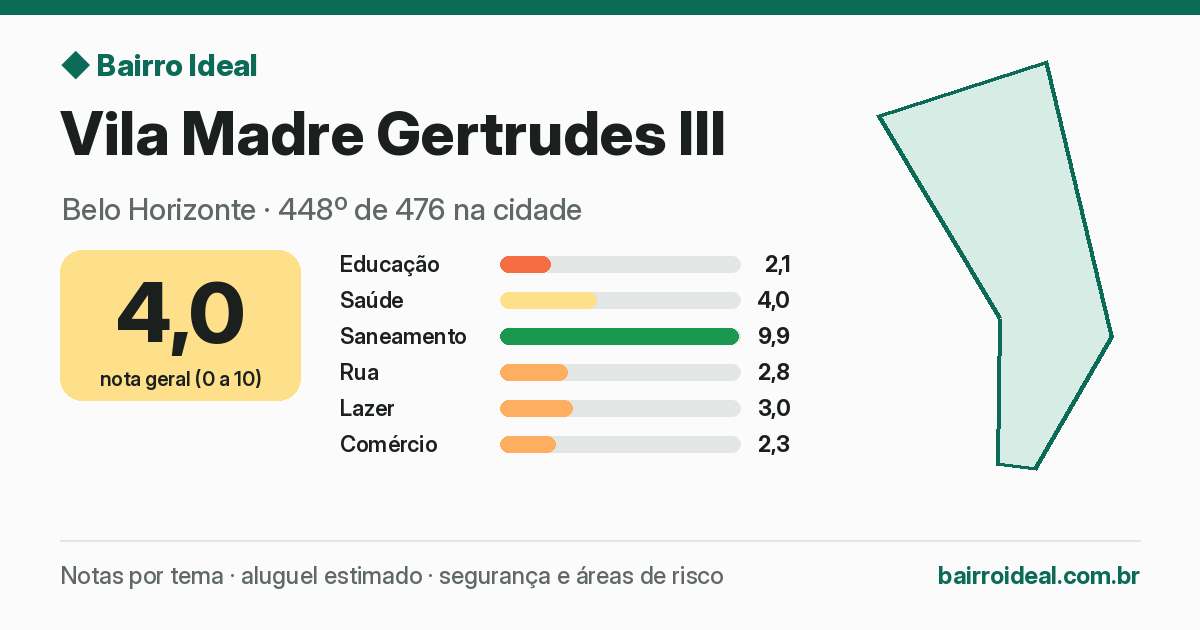 Bairro Ideal
Vila Madre Gertrudes III
Belo Horizonte · 448º de 476 na cidade
4,0
nota geral (0 a 10)
Educação 2,1
Saúde 4,0
Saneamento 9,9
Rua 2,8
Lazer 3,0
Comércio 2,3
Notas por tema · aluguel estimado · segurança e áreas de risco
bairroideal.com.br